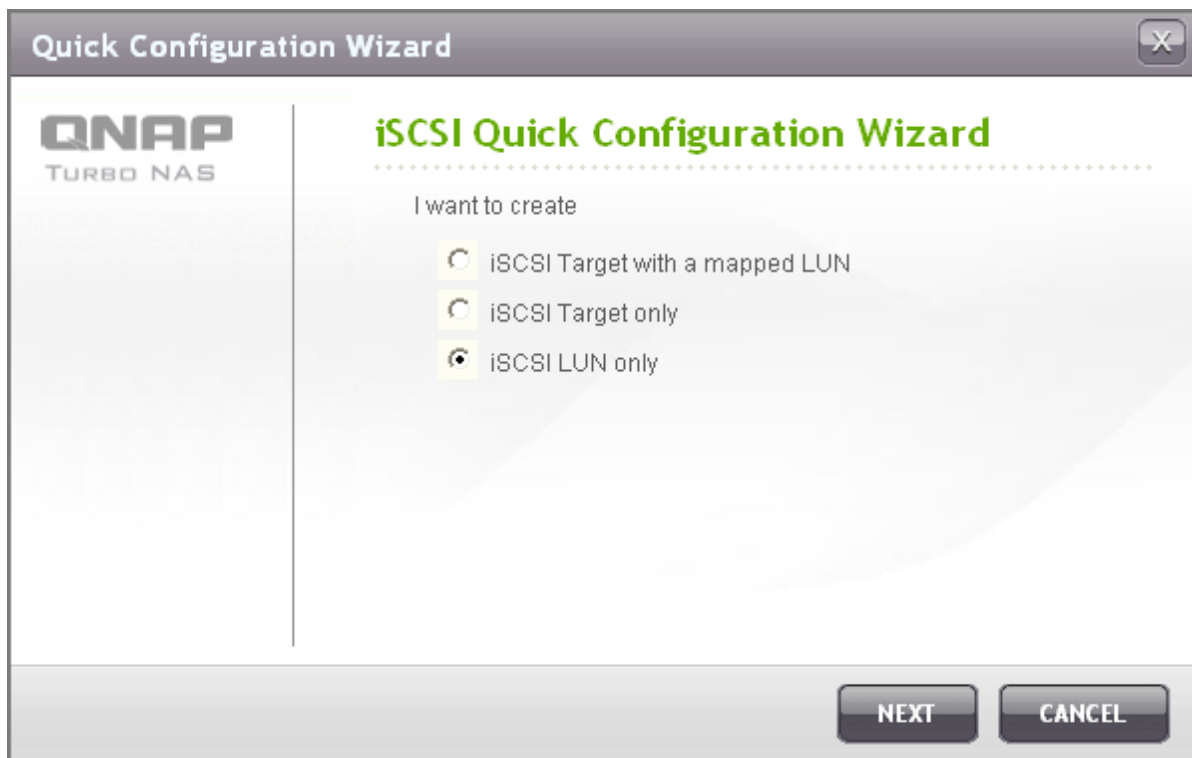 Quick Configuration Wizard
X
QNAP
TURBO NAS
iSCSI Quick Configuration Wizard
I want to create
iSCSI Target with a mapped LUN
iSCSI Target only
iSCSI LUN only
NEXT
CANCEL